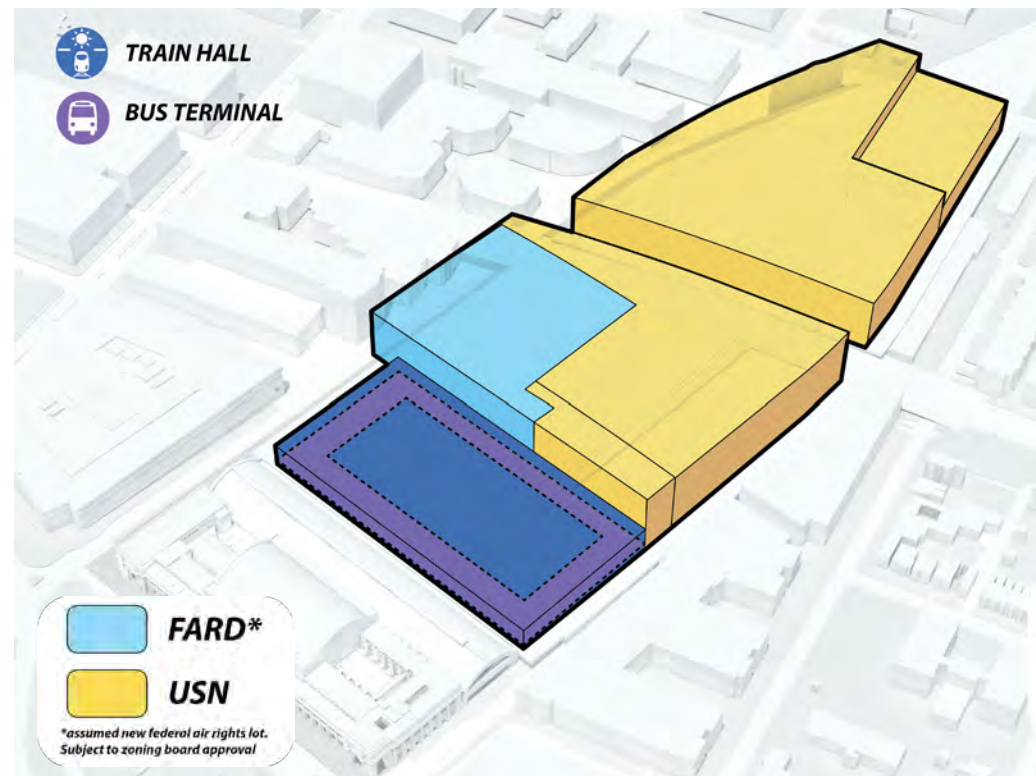 TRAIN HALL
BUS TERMINAL
FARD*
USN
*assumed new federal air rights lot.
Subject to zoning board approval